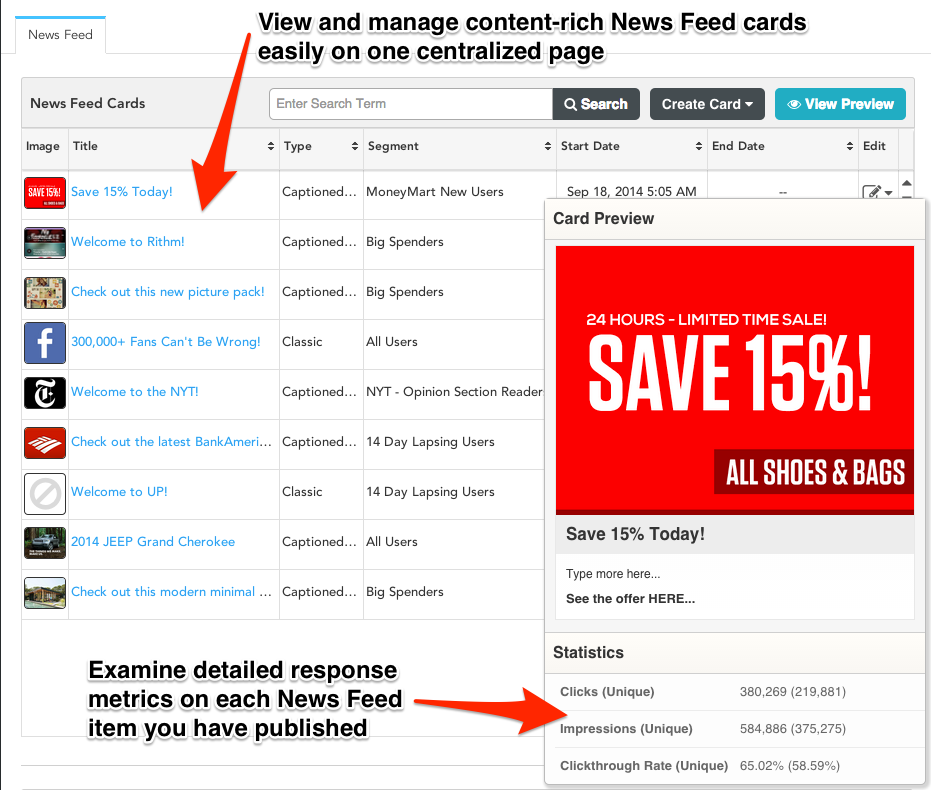 View and manage content-rich News Feed cards
easily on one centralized page
News Feed
News Feed Cards
Enter Search Term
Search
Create Card
View Preview
Image Title Type Segment Start Date End Date Edit
SAVE 15%!
ALL SHOES & BAGS
Save 15% Today! Captioned... MoneyMart New Users Sep 18, 2014 5:05 AM --
Welcome to Rithm! Captioned... Big Spenders
Check out this new picture pack! Captioned... Big Spenders
300,000+ Fans Can't Be Wrong! Classic All Users
Welcome to the NYT! Captioned... NYT - Opinion Section Reader
Check out the latest BankAmeri... Captioned... 14 Day Lapsing Users
Welcome to UP! Classic 14 Day Lapsing Users
2014 JEEP Grand Cherokee Captioned... All Users
Check out this modern minimal ... Captioned... Big Spenders
Card Preview
24 HOURS - LIMITED TIME SALE!
SAVE 15%!
ALL SHOES & BAGS
Save 15% Today!
Type more here...
See the offer HERE...
Examine detailed response
metrics on each News Feed
item you have published
Statistics
Clicks (Unique) 380,269 (219,881)
Impressions (Unique) 584,886 (375,275)
Clickthrough Rate (Unique) 65.02% (58.59%)